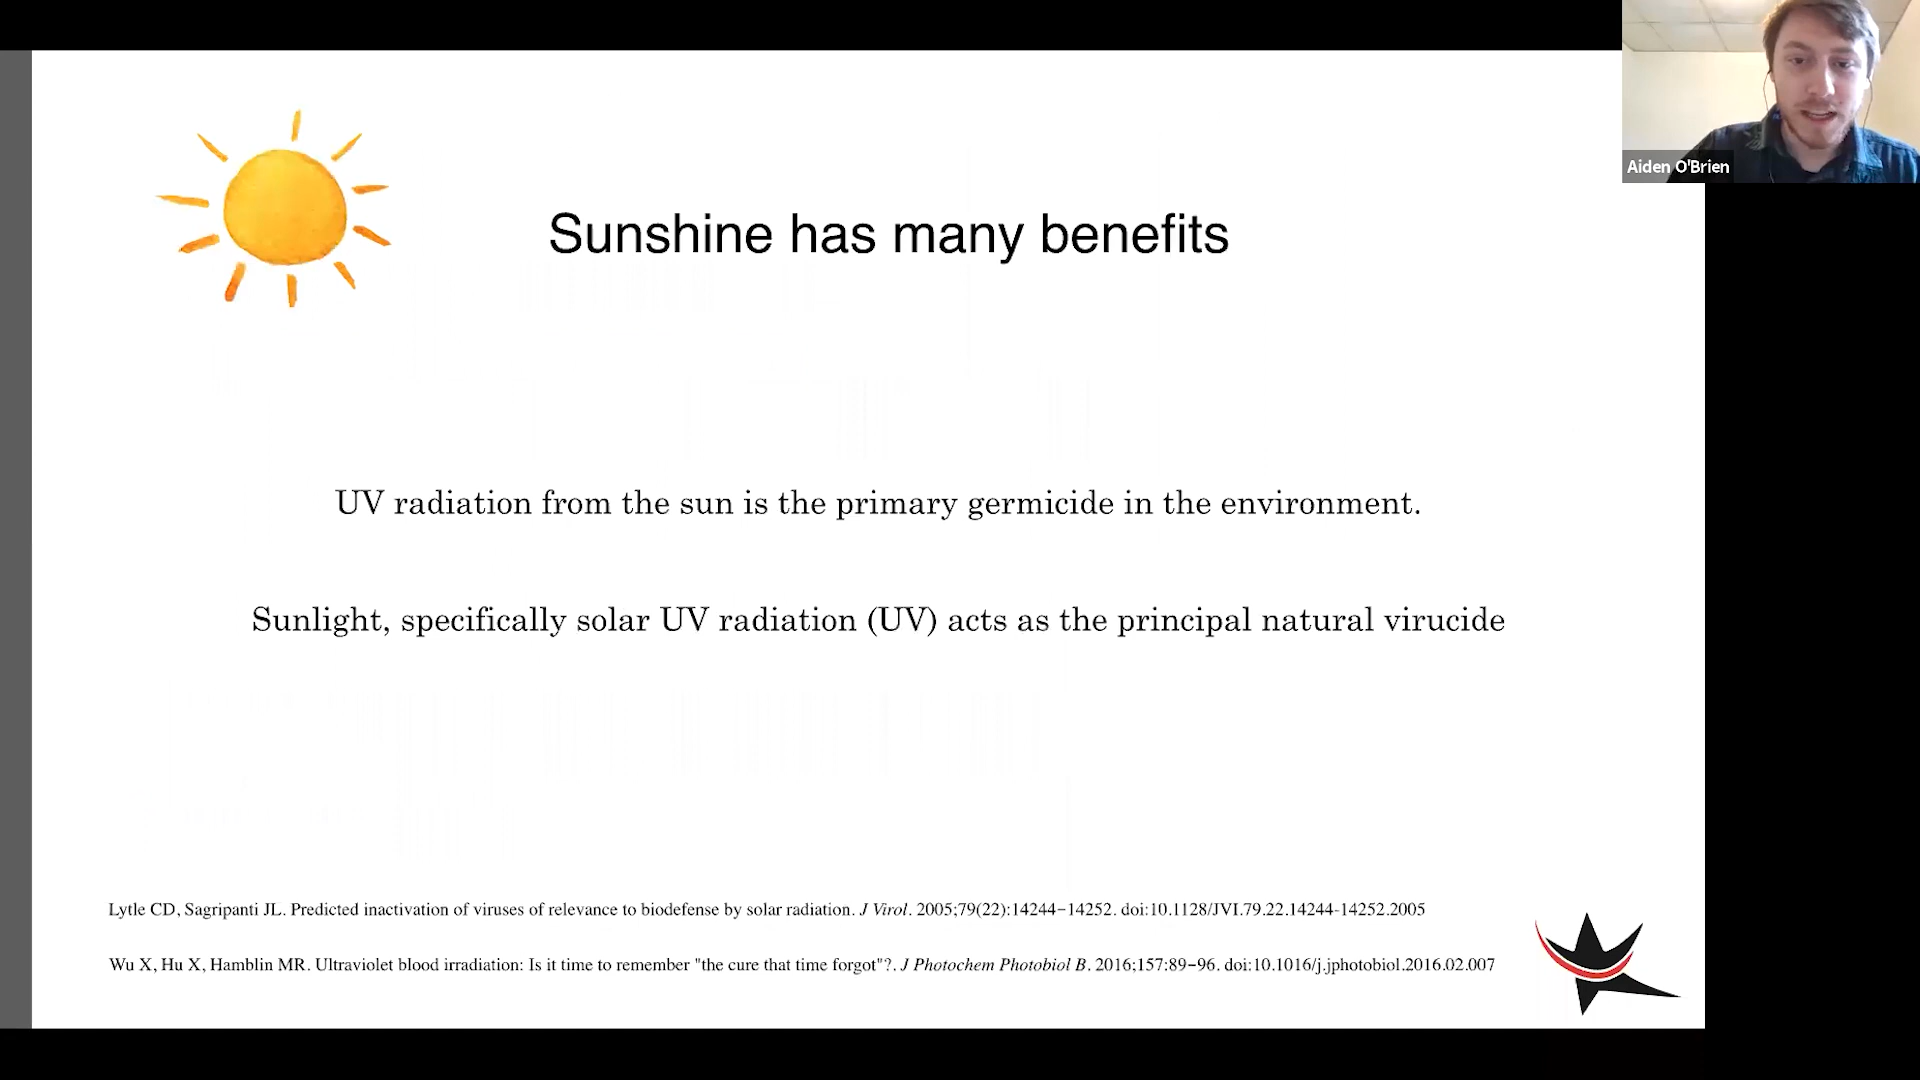 Aiden O'Brien
Sunshine has many benefits
UV radiation from the sun is the primary germicide in the environment.
Sunlight, specifically solar UV radiation (UV) acts as the principal natural virucide
Lytle CD, Sagripanti JL. Predicted inactivation of viruses of relevance to biodefense by solar radiation. J Virol. 2005;79(22):14244–14252. doi:10.1128/JVI.79.22.14244-14252.2005
Wu X, Hu X, Hamblin MR. Ultraviolet blood irradiation: Is it time to remember "the cure that time forgot"?. J Photochem Photobiol B. 2016;157:89–96. doi:10.1016/j.jphotobiol.2016.02.007